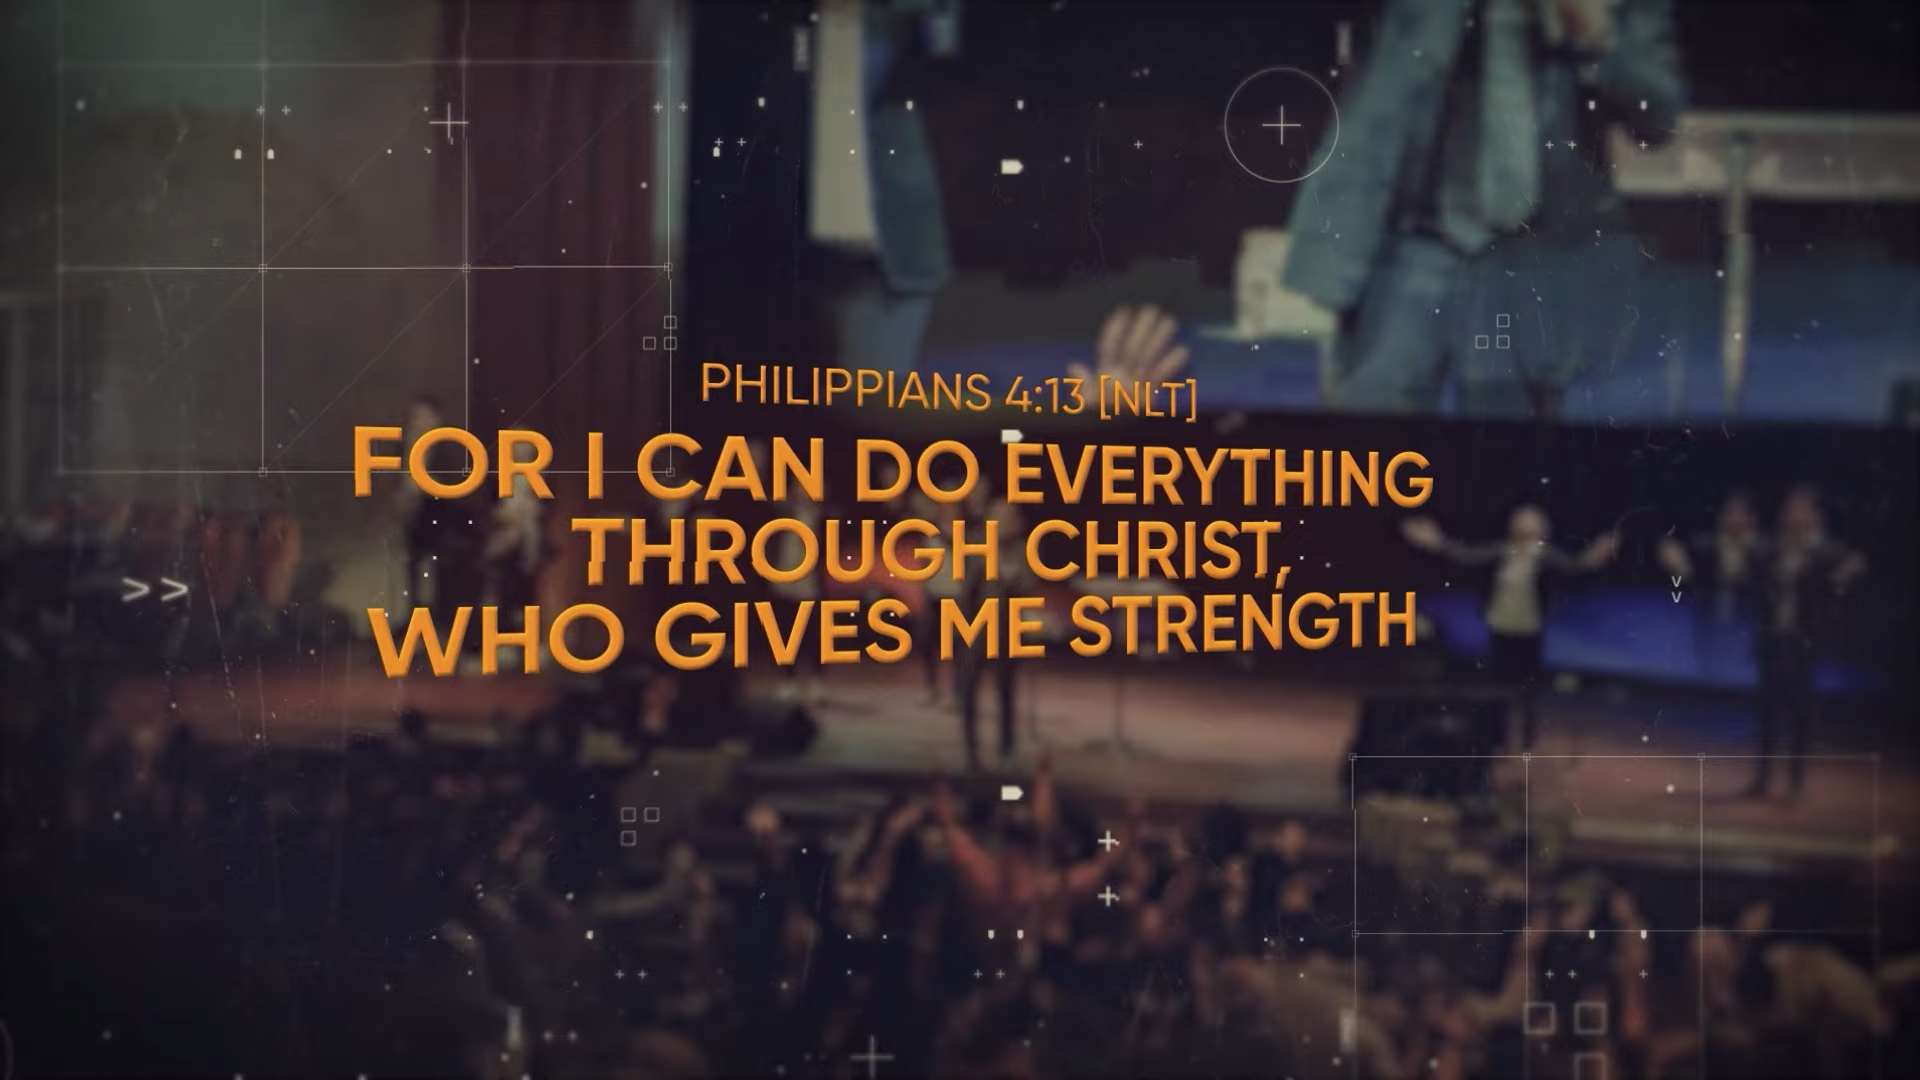 PHILIPPIANS 4:13 [NLT]
FOR I CAN DO EVERYTHING
THROUGH CHRIST,
WHO GIVES ME STRENGTH